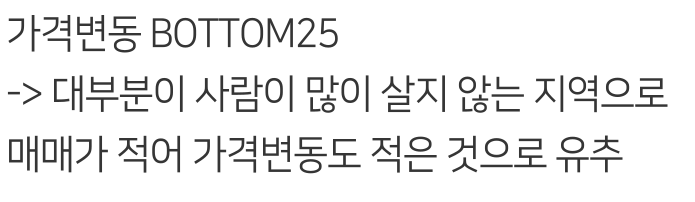 가격변동 BOTTOM25
-> 대부분이 사람이 많이 살지 않는 지역으로
매매가 적어 가격변동도 적은 것으로 유추